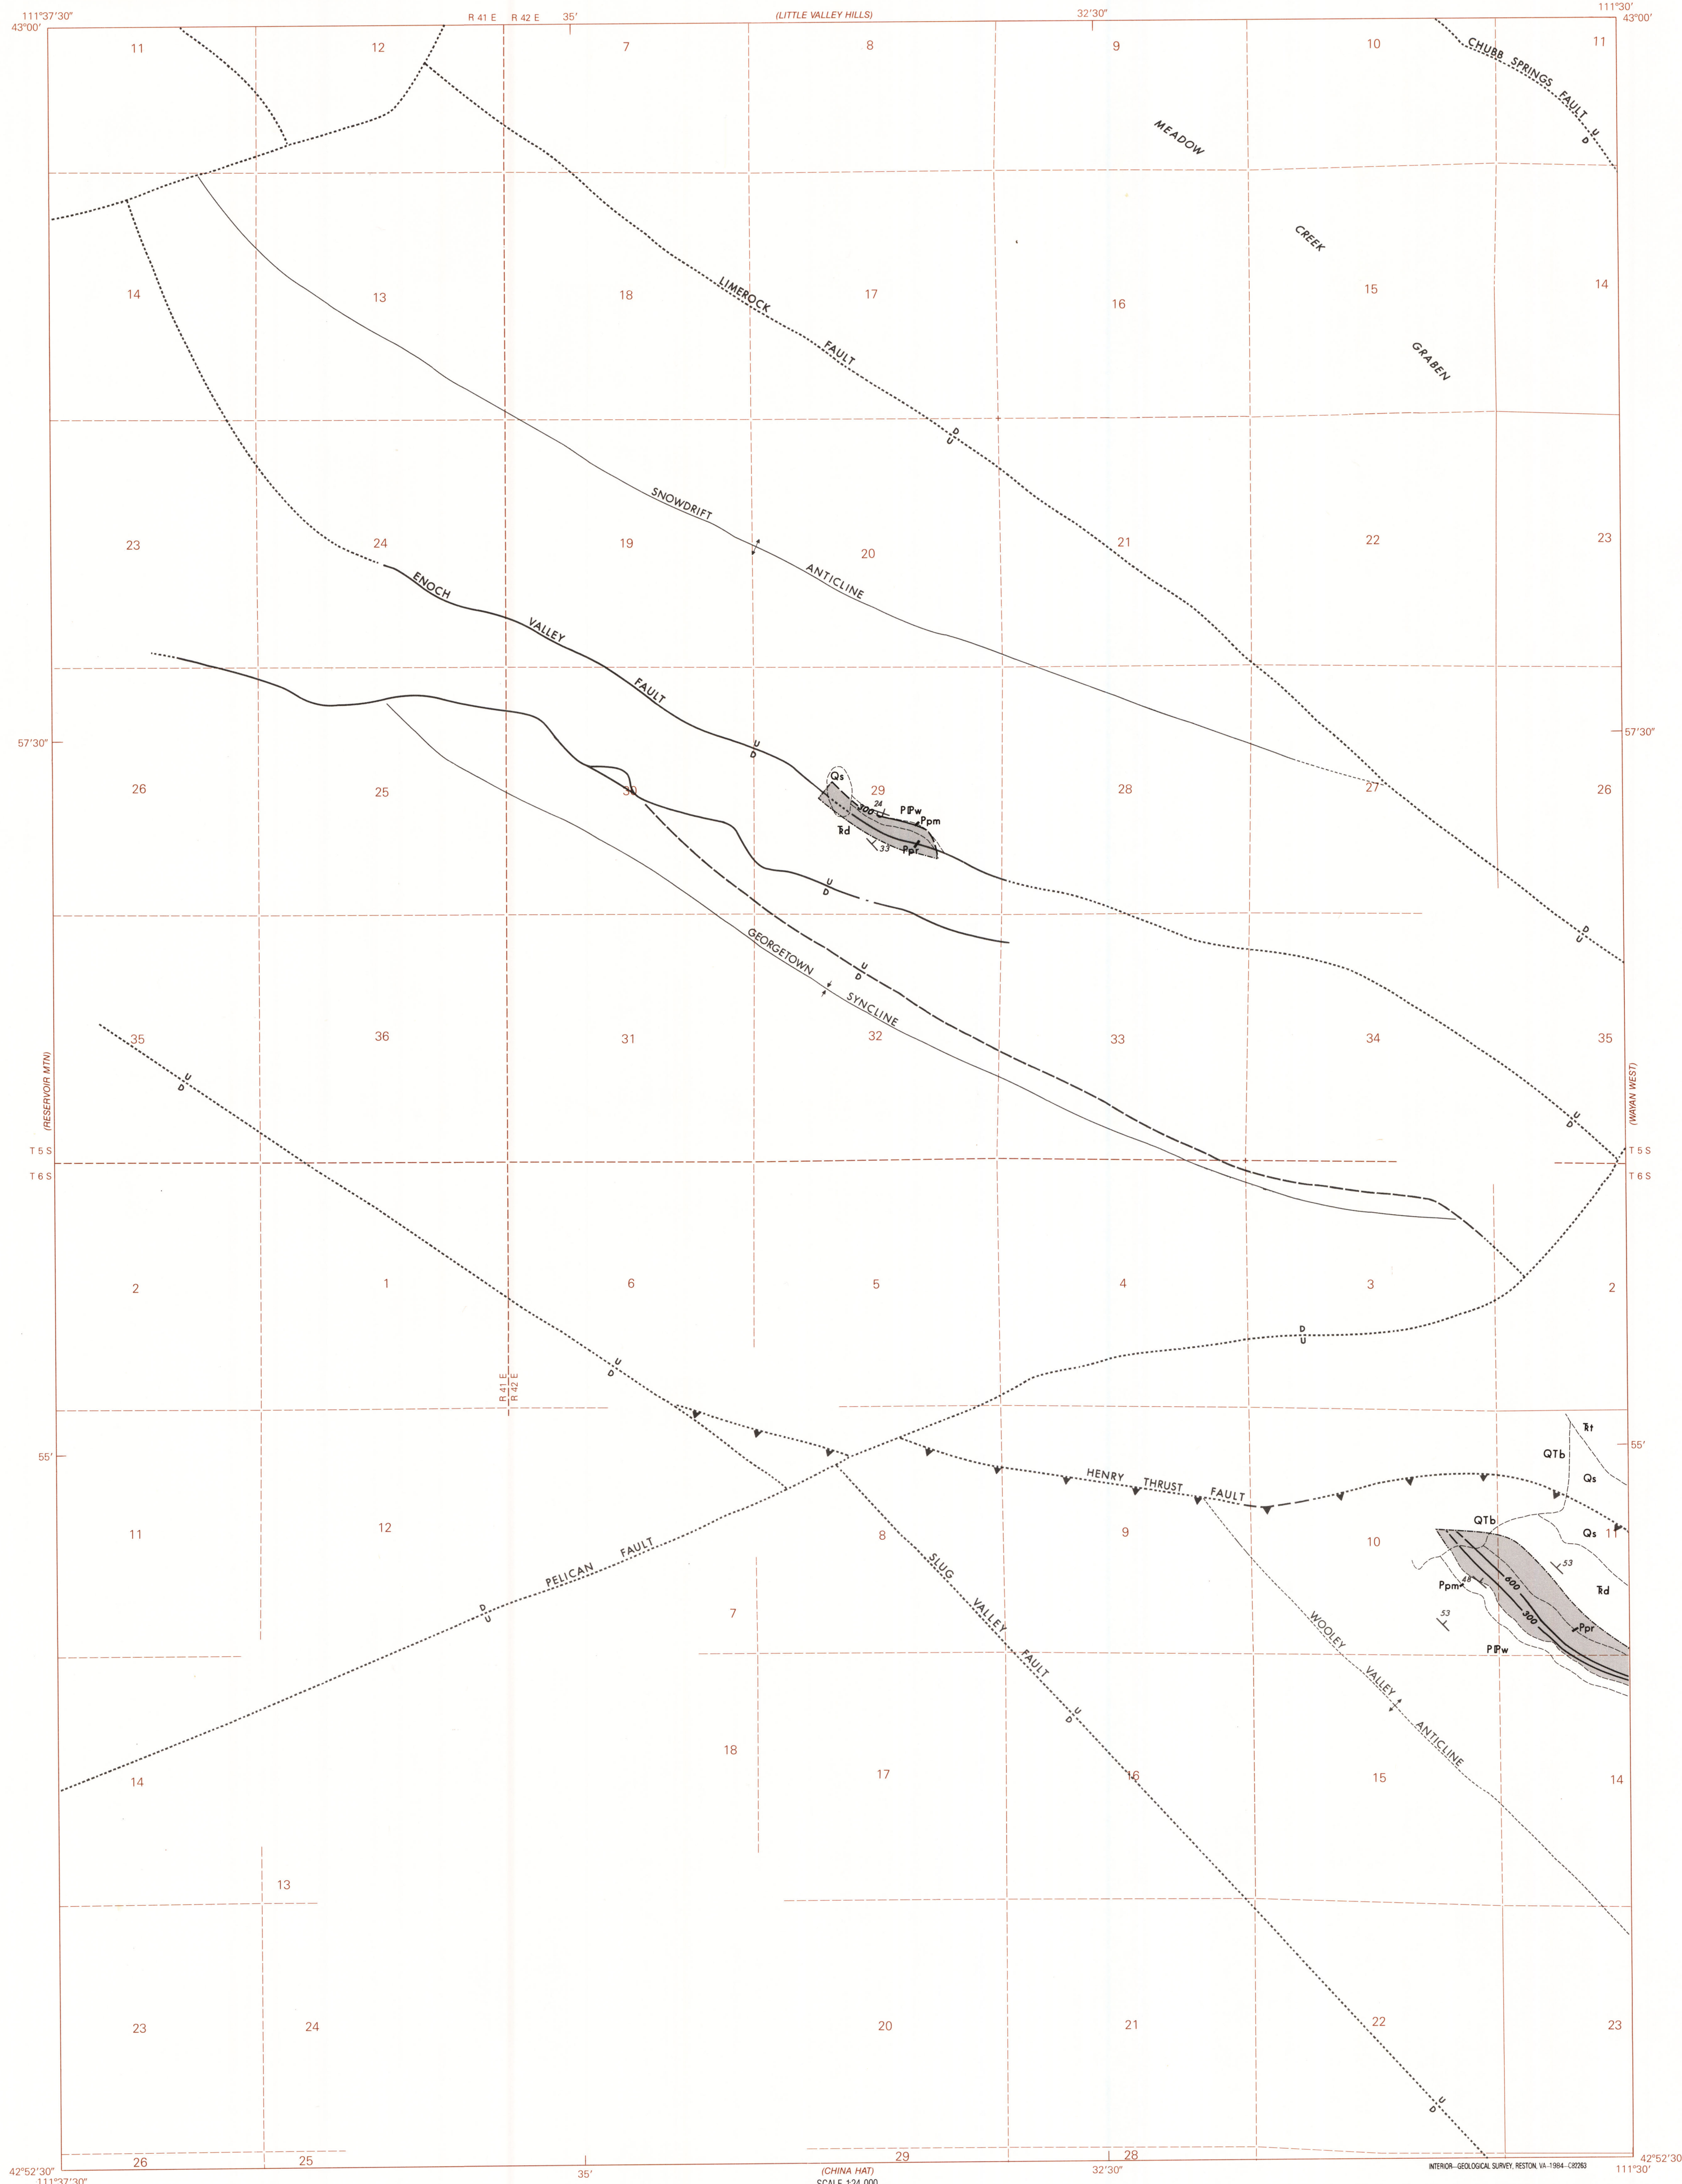 111°37'30" R 41 E R 42 E 35' (LITTLE VALLEY HILLS) 32'30" 111°30'
43°00' 43°00'
11 12 7 8 9 10 11
CHUBB SPRINGS FAULT
U
D
MEADOW
CREEK
GRABEN
14 13 18 17 16 15 14
LIMEROCK
FAULT
D
U
SNOWDRIFT
ANTICLINE
23 24 19 20 21 22 23
ENOCH
VALLEY
FAULT
U
D
57'30" 57'30"
26 25 30 29 28 27 26
Qs
300
24
PIPw
Ppm
Ƭd
33
Ppr
U
D
D
U
GEORGETOWN
SYNCLINE
U
D
35 36 31 32 33 34 35
U
D
(RESERVOIR MTN)
(WAYAN WEST)
U
D
T 5 S T 5 S
T 6 S T 6 S
2 1 6 5 4 3 2
D
U
U
D
R 41 E
R 42 E
55' 55'
Ƭt
QTb
Qs
HENRY THRUST FAULT
11 12 8 9 10 11
QTb
Qs
PELICAN FAULT
D
U
SLUG
VALLEY
FAULT
U
D
53
Ƭd
Ppm
48
600
300
53
Ppr
PIPw
7
WOOLEY
VALLEY
ANTICLINE
14 18 17 16 15 14
13
23 24 20 21 22 23
U
D
26 25 29 28
42°52'30" 42°52'30"
111°37'30" 35' (CHINA HAT) 32'30" 111°30'
SCALE 1:24 000
INTERIOR—GEOLOGICAL SURVEY, RESTON, VA—1984—C82263